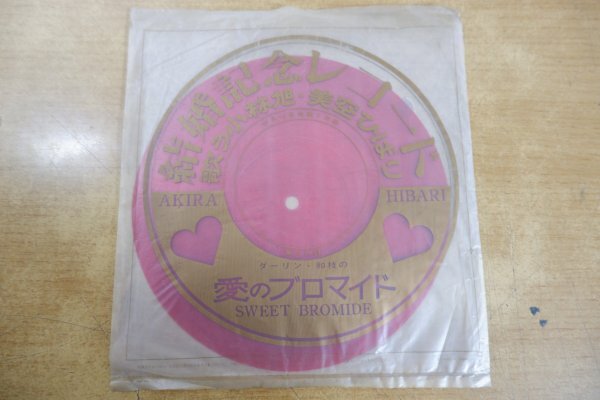 結婚記念レコード
歌う小林旭・美空ひばり
AKIRA
HIBARI
ダーリン・和枝の
愛のブロマイド
SWEET BROMIDE